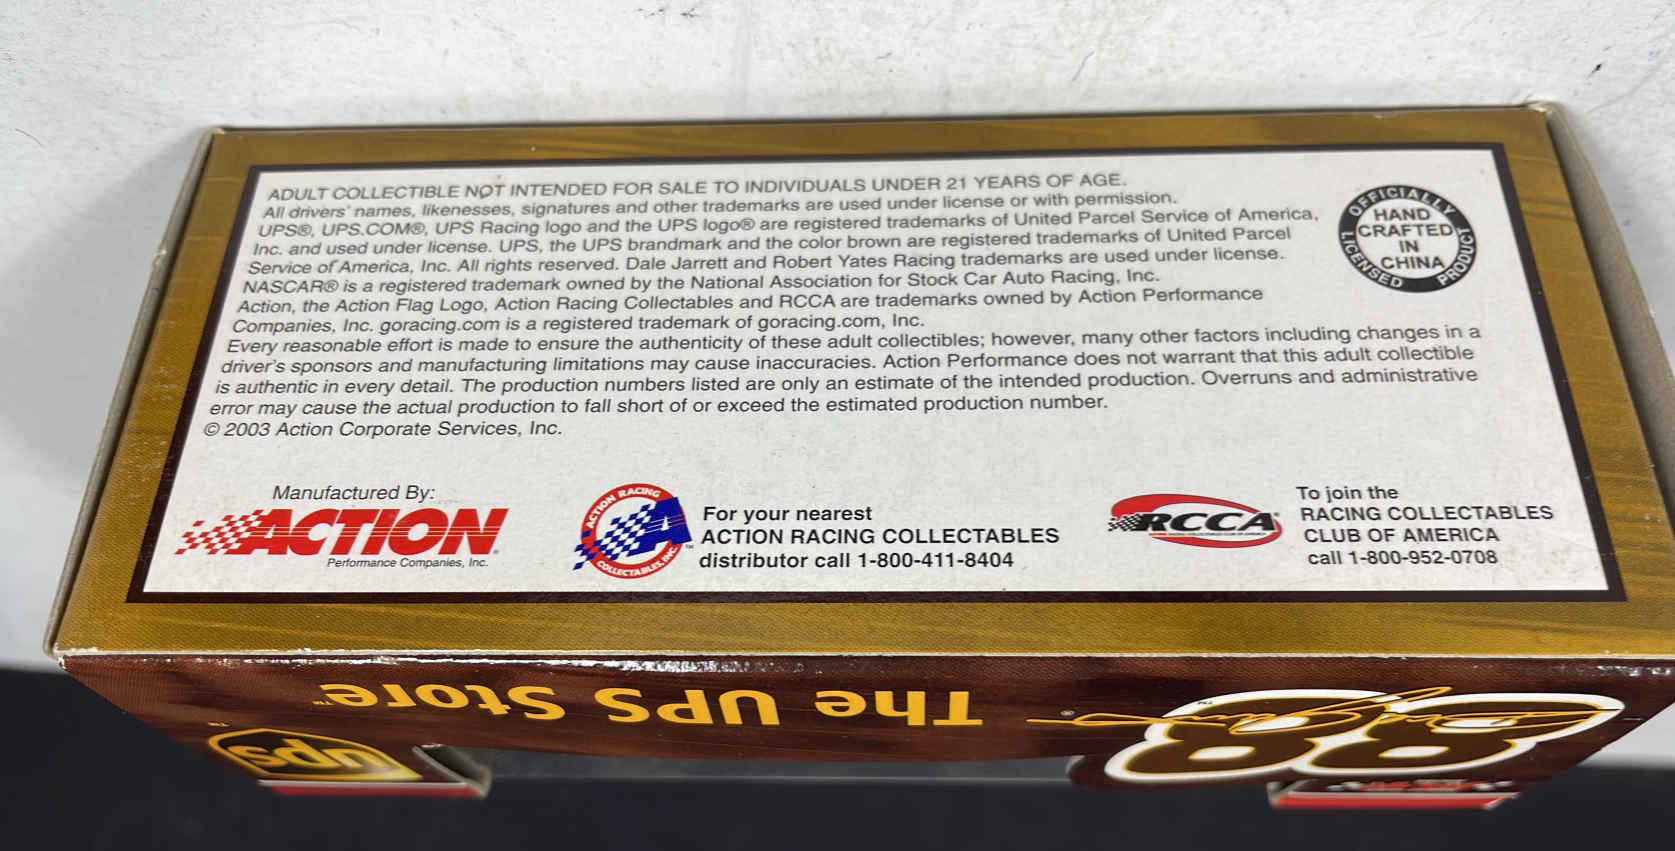 ADULT COLLECTIBLE NOT INTENDED FOR SALE TO INDIVIDUALS UNDER 21 YEARS OF AGE.
All drivers' names, likenesses, signatures and other trademarks are used under license or with permission.
UPS®, UPS.COM®, UPS Racing logo and the UPS logo® are registered trademarks of United Parcel Service of America,
Inc. and used under license. UPS, the UPS brandmark and the color brown are registered trademarks of United Parcel
Service of America, Inc. All rights reserved. Dale Jarrett and Robert Yates Racing trademarks are used under license.
NASCAR® is a registered trademark owned by the National Association for Stock Car Auto Racing, Inc.
Action, the Action Flag Logo, Action Racing Collectables and RCCA are trademarks owned by Action Performance
Companies, Inc. goracing.com is a registered trademark of goracing.com, Inc.
Every reasonable effort is made to ensure the authenticity of these adult collectibles; however, many other factors including changes in a
driver's sponsors and manufacturing limitations may cause inaccuracies. Action Performance does not warrant that this adult collectible
is authentic in every detail. The production numbers listed are only an estimate of the intended production. Overruns and administrative
error may cause the actual production to fall short of or exceed the estimated production number.
© 2003 Action Corporate Services, Inc.
OFFICIALLY LICENSED PRODUCT
HAND
CRAFTED
IN
CHINA
Manufactured By:
ACTION
Performance Companies, Inc.
ACTION RACING
A
COLLECTABLES, INC.
For your nearest
ACTION RACING COLLECTABLES
distributor call 1-800-411-8404
RCCA
To join the
RACING COLLECTABLES
CLUB OF AMERICA
call 1-800-952-0708
The UPS Store™
88
ups